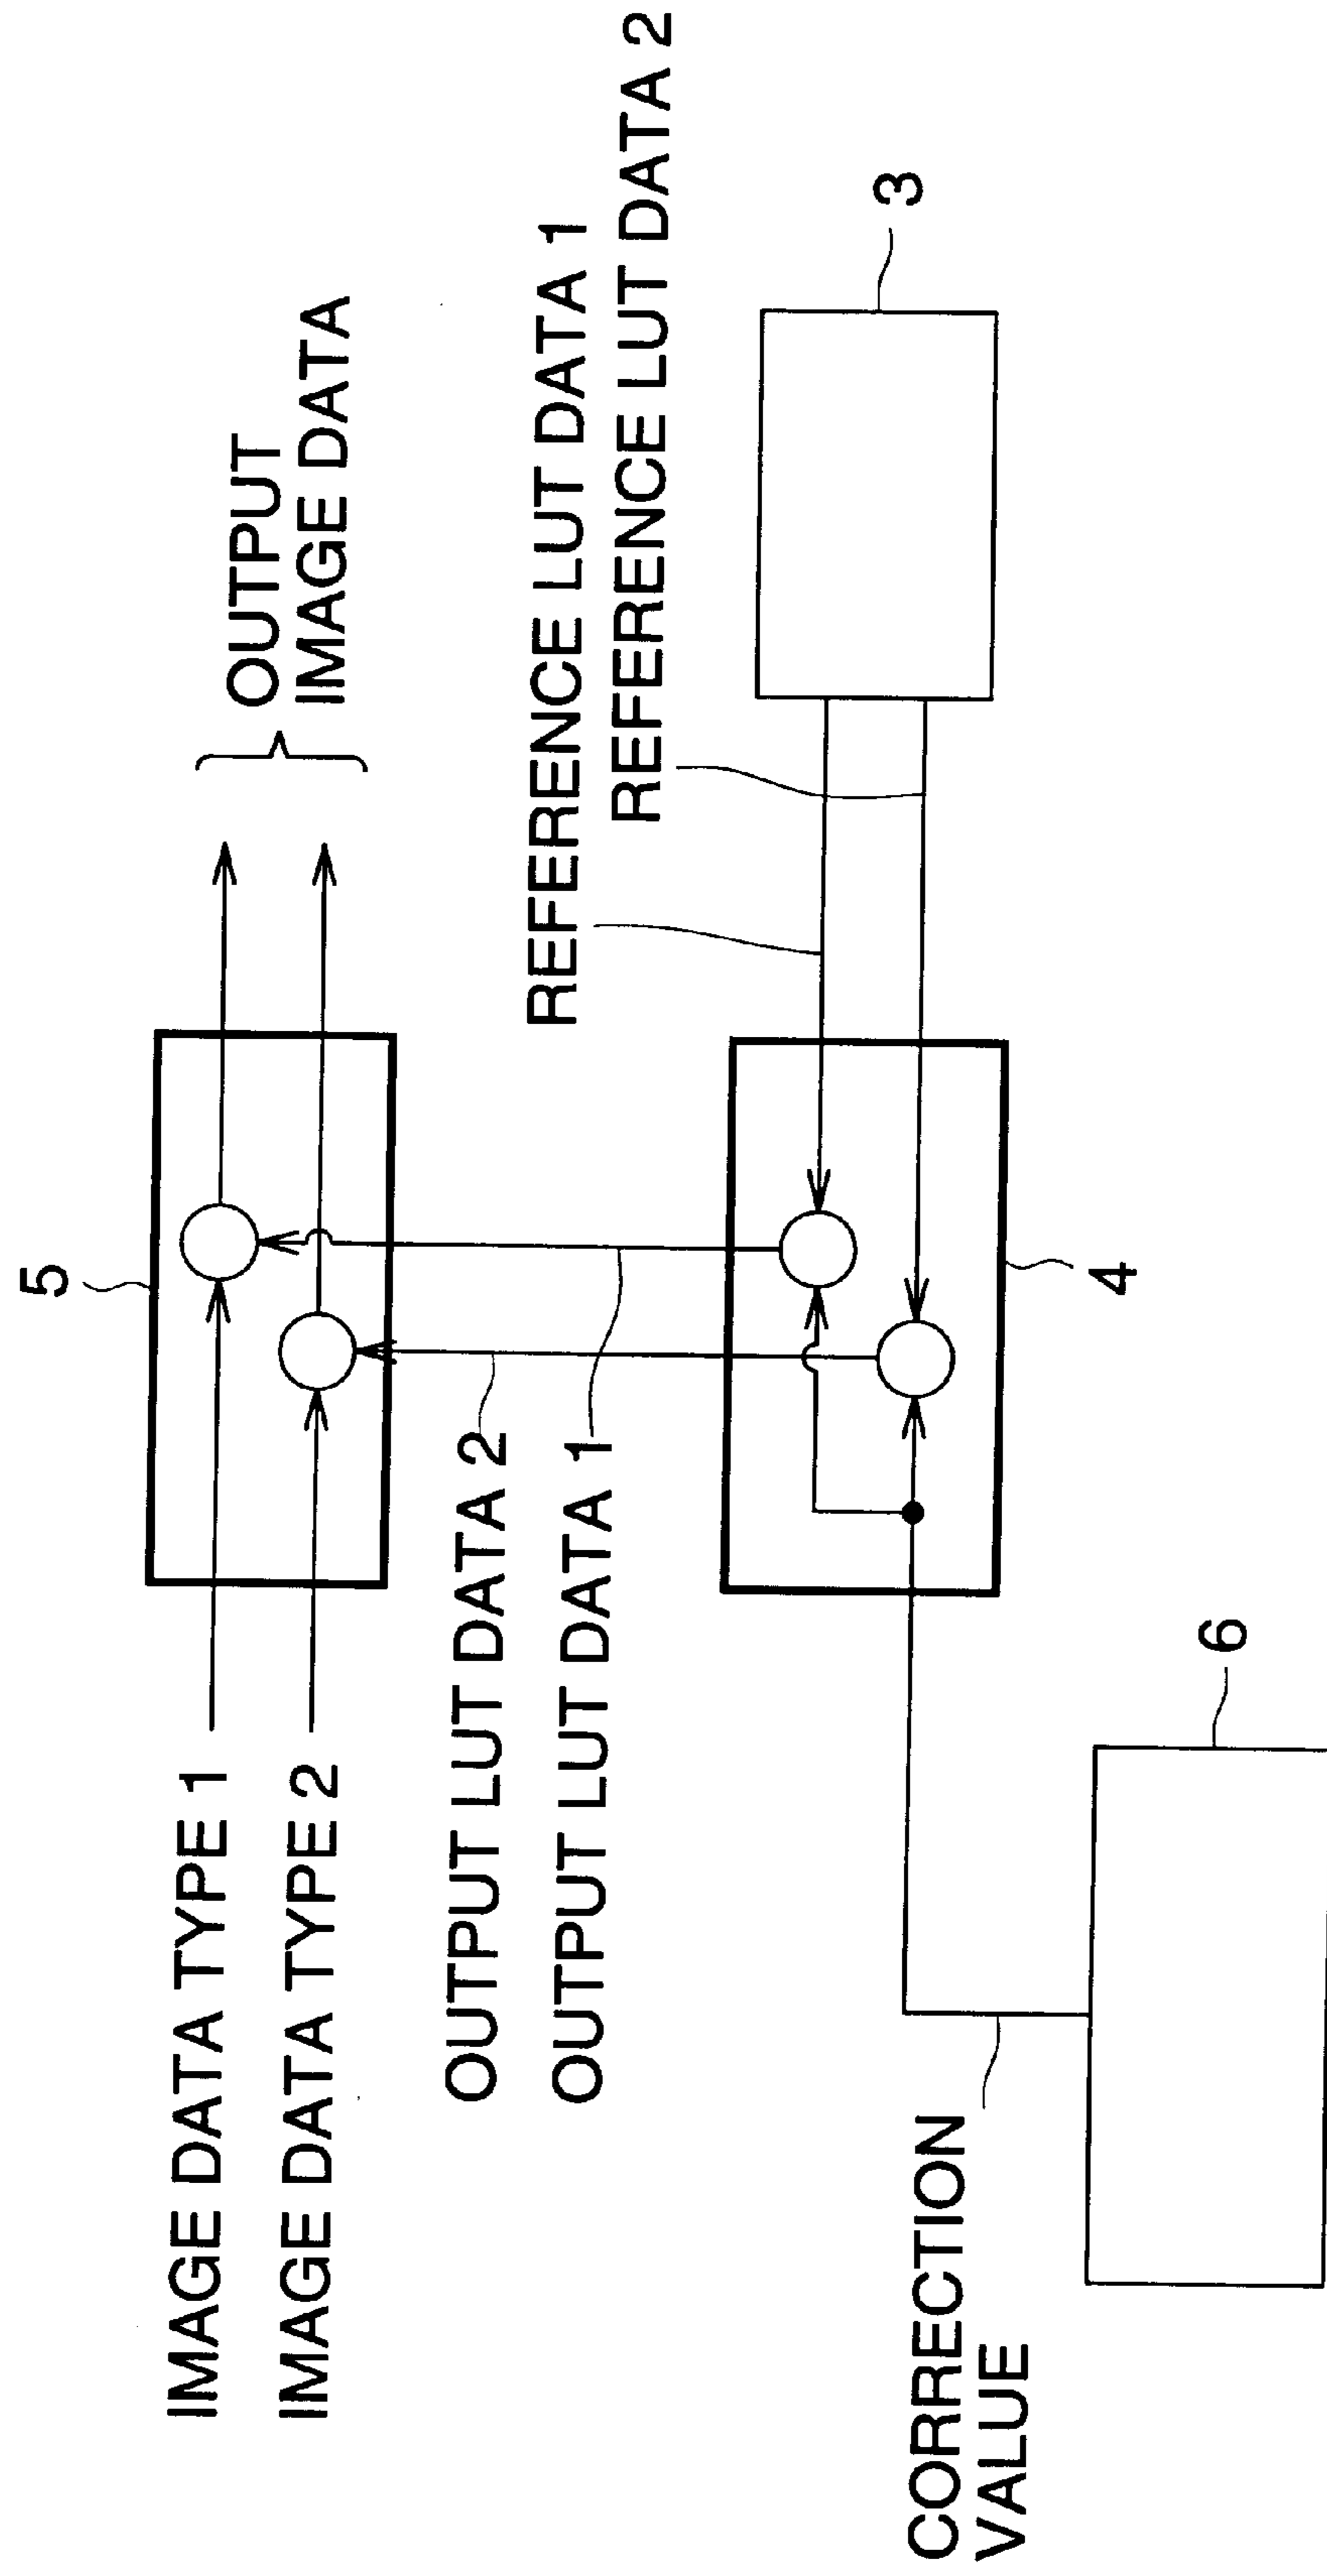 5
IMAGE DATA TYPE 1
IMAGE DATA TYPE 2
OUTPUT
IMAGE DATA
OUTPUT LUT DATA 2
OUTPUT LUT DATA 1
REFERENCE LUT DATA 1
REFERENCE LUT DATA 2
3
4
CORRECTION
VALUE
6